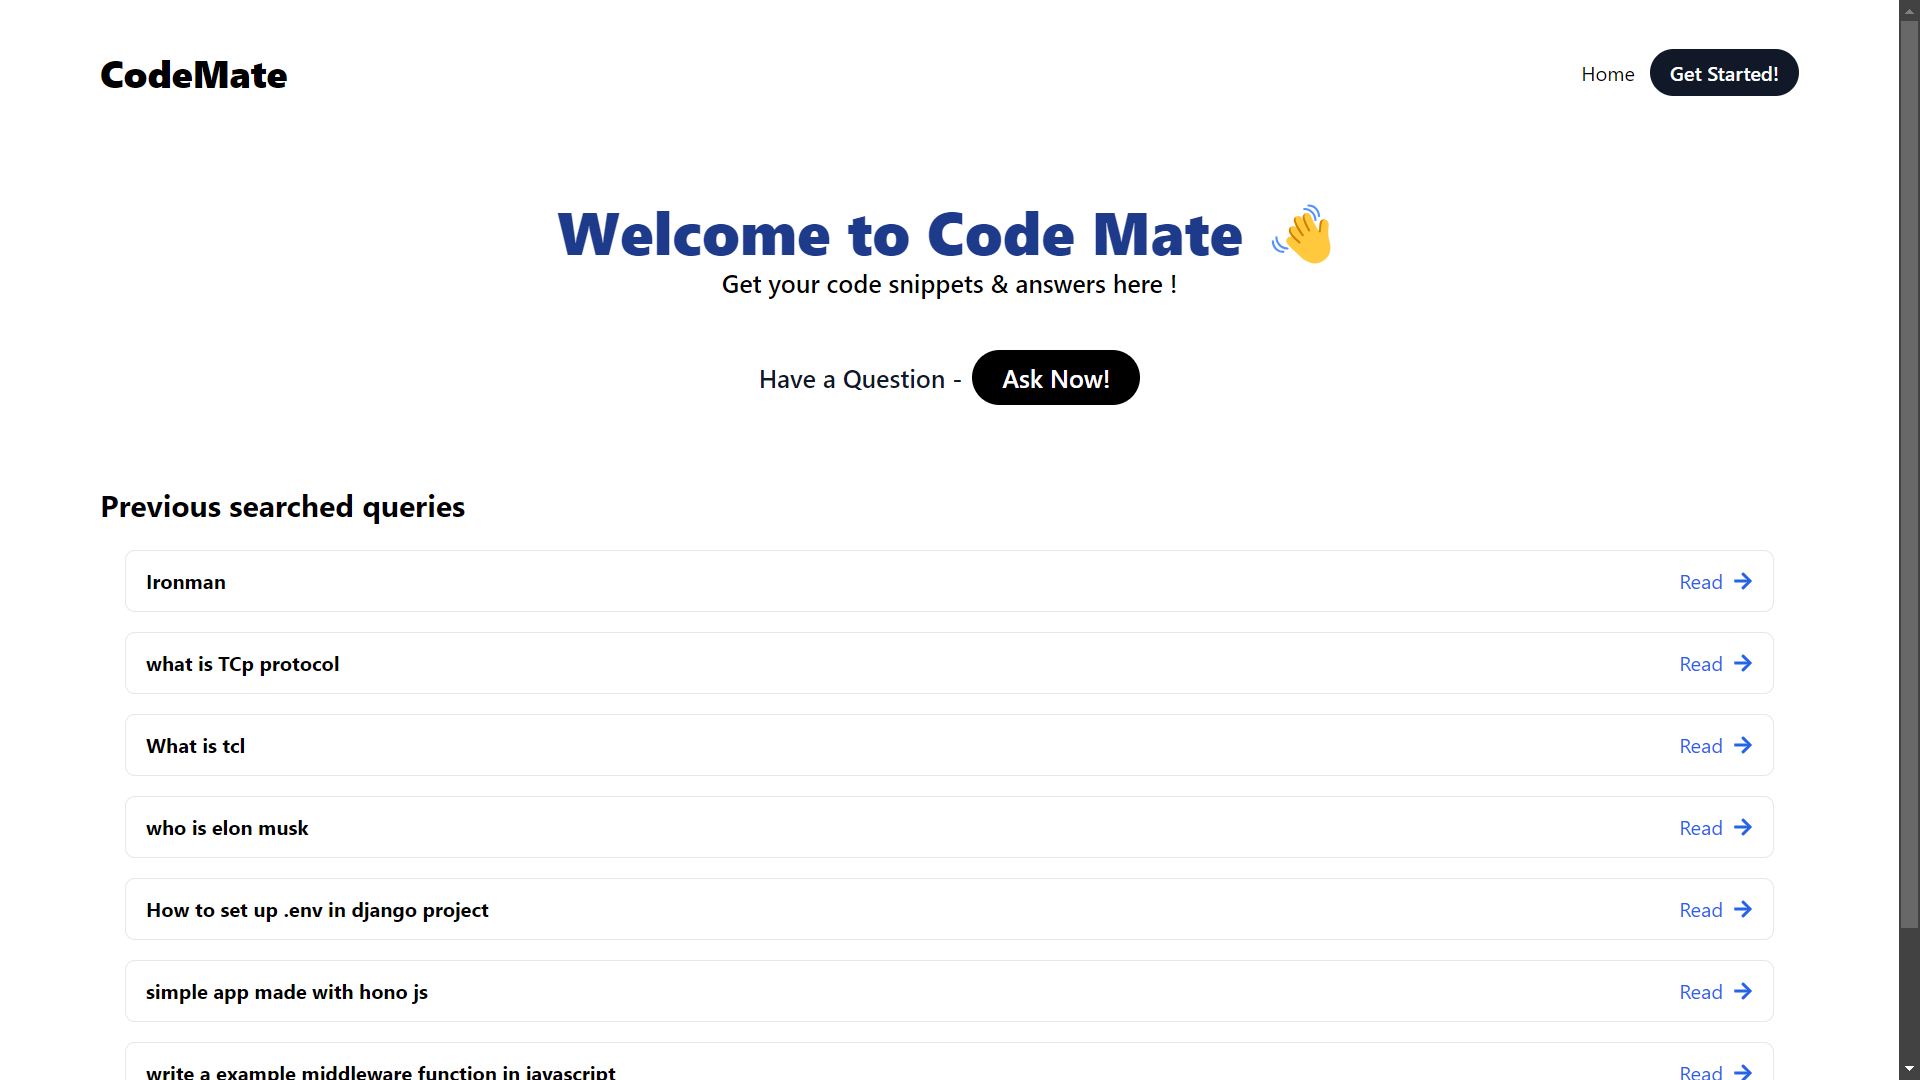 CodeMate
Home
Get Started!
Welcome to Code Mate
Get your code snippets & answers here !
Have a Question - Ask Now!
Previous searched queries
Ironman Read
what is TCp protocol Read
What is tcl Read
who is elon musk Read
How to set up .env in django project Read
simple app made with hono js Read
write a example middleware function in javascript Read